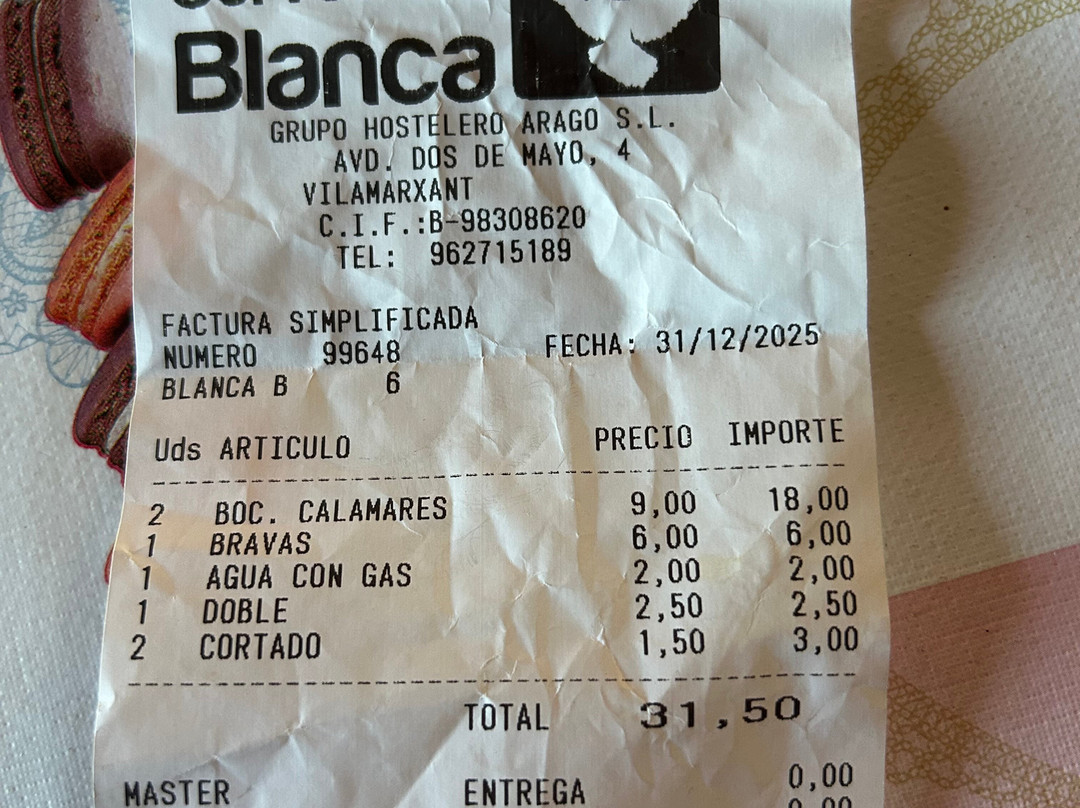 Blanca
GRUPO HOSTELERO ARAGO S.L.
AVD. DOS DE MAYO, 4
VILAMARXANT
C.I.F.:B-98308620
TEL: 962715189
FACTURA SIMPLIFICADA
NUMERO 99648 FECHA: 31/12/2025
BLANCA B 6
Uds ARTICULO PRECIO IMPORTE
2 BOC. CALAMARES 9,00 18,00
1 BRAVAS 6,00 6,00
1 AGUA CON GAS 2,00 2,00
1 DOBLE 2,50 2,50
2 CORTADO 1,50 3,00
TOTAL 31,50
MASTER ENTREGA 0,00